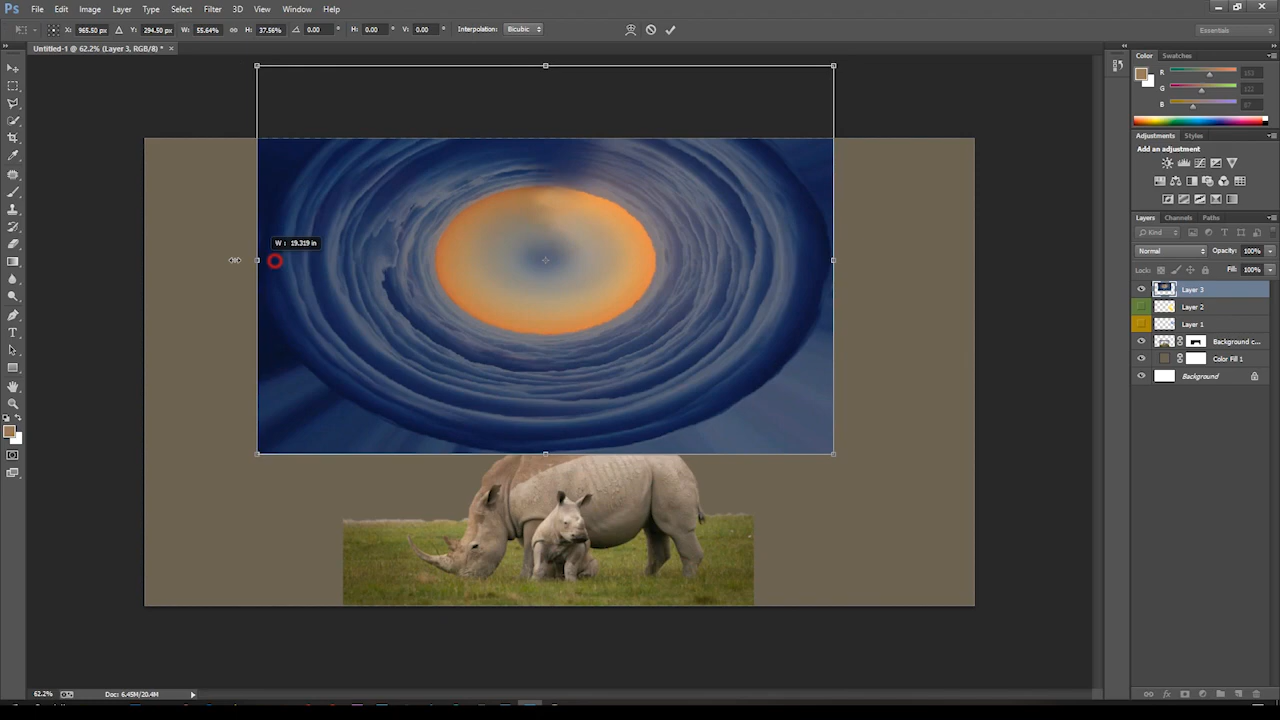 Ps File Edit Image Layer Type Select Filter 3D View Window Help
X: 965.50 px Y: 294.50 px W: 55.64% H: 37.56% 0.00 ° H: 0.00 ° V: 0.00 ° Interpolation: Bicubic Essentials
Untitled-1 @ 62.2% (Layer 3, RGB/8) * ×
Color Swatches
R
G
B
Adjustments Styles
Add an adjustment
Layers Channels Paths
Kind
Normal Opacity: 100%
Lock: Fill: 100%
Layer 3
Layer 2
Layer 1
Background c...
Color Fill 1
Background
W : 19.319 in
62.2% Doc: 6.45M/20.4M